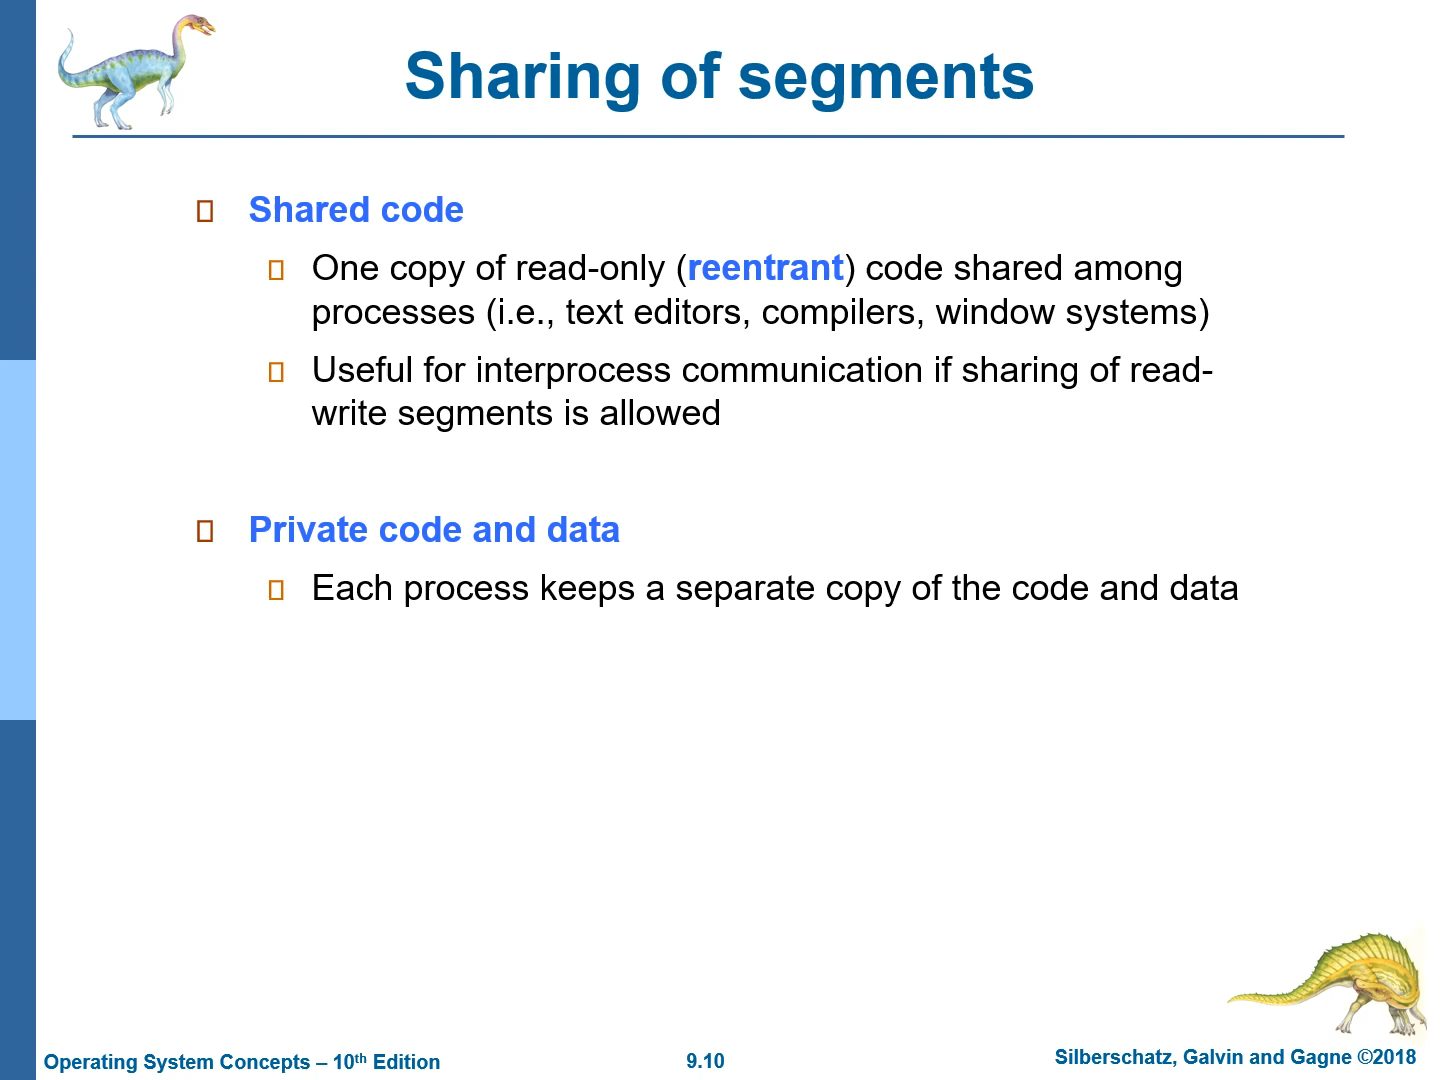 Sharing of segments
Shared code
One copy of read-only (reentrant) code shared among
processes (i.e., text editors, compilers, window systems)
Useful for interprocess communication if sharing of read-
write segments is allowed
Private code and data
Each process keeps a separate copy of the code and data
Operating System Concepts – 10th Edition
9.10
Silberschatz, Galvin and Gagne ©2018